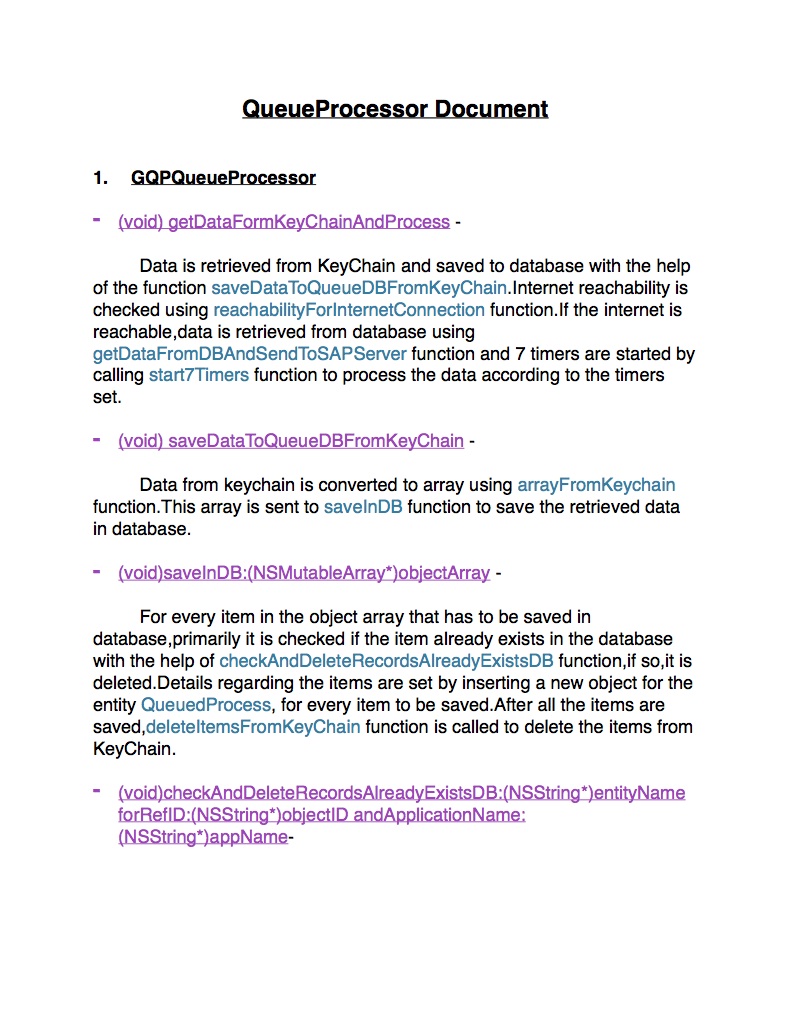 QueueProcessor Document
1. GQPQueueProcessor
- (void) getDataFormKeyChainAndProcess -
Data is retrieved from KeyChain and saved to database with the help
of the function saveDataToQueueDBFromKeyChain.Internet reachability is
checked using reachabilityForInternetConnection function.If the internet is
reachable,data is retrieved from database using
getDataFromDBAndSendToSAPServer function and 7 timers are started by
calling start7Timers function to process the data according to the timers
set.
- (void) saveDataToQueueDBFromKeyChain -
Data from keychain is converted to array using arrayFromKeychain
function.This array is sent to saveInDB function to save the retrieved data
in database.
- (void)saveInDB:(NSMutableArray*)objectArray -
For every item in the object array that has to be saved in
database,primarily it is checked if the item already exists in the database
with the help of checkAndDeleteRecordsAlreadyExistsDB function,if so,it is
deleted.Details regarding the items are set by inserting a new object for the
entity QueuedProcess, for every item to be saved.After all the items are
saved,deleteItemsFromKeyChain function is called to delete the items from
KeyChain.
- (void)checkAndDeleteRecordsAlreadyExistsDB:(NSString*)entityName
forRefID:(NSString*)objectID andApplicationName:
(NSString*)appName-